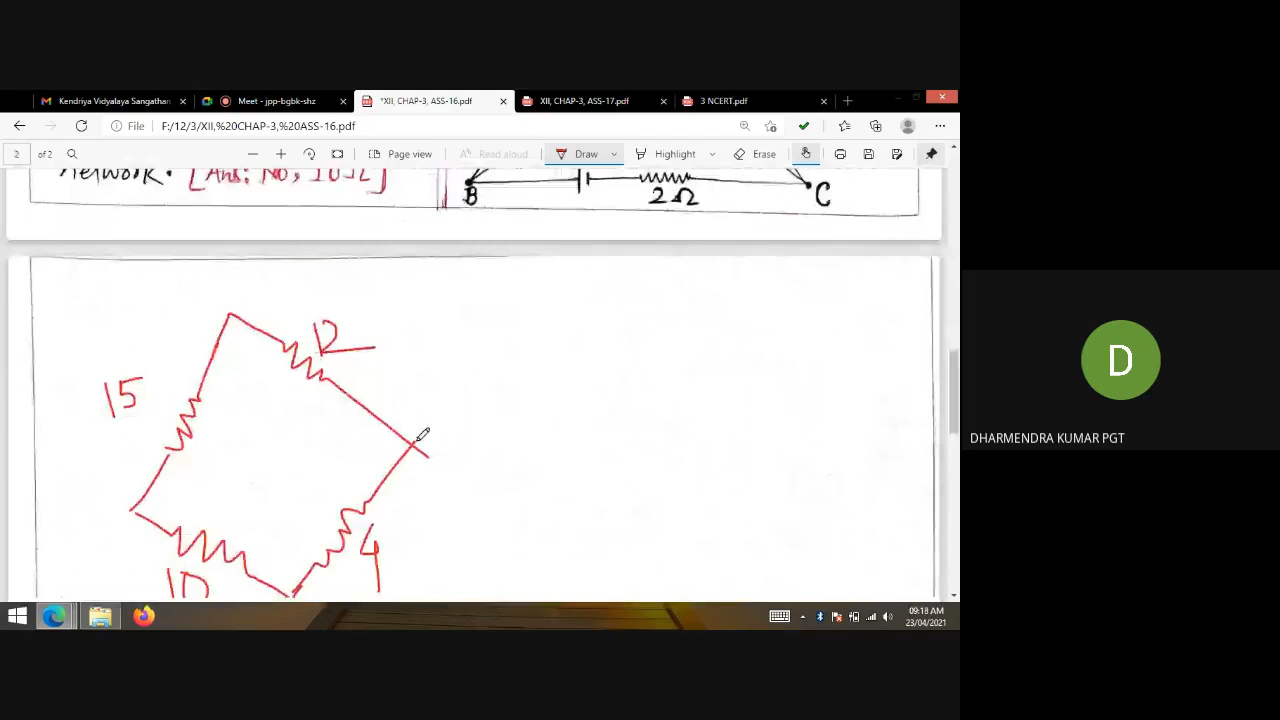 Kendriya Vidyalaya Sangathan
Meet - jpp-bgbk-shz
*XII, CHAP-3, ASS-16.pdf
XII, CHAP-3, ASS-17.pdf
3 NCERT.pdf
File
F:/12/3/XII,%20CHAP-3,%20ASS-16.pdf
2 of 2
Page view
Read aloud
Draw
Highlight
Erase
Network. [Ans: No, 10Ω]
B
2Ω
C
12
15
4
10
D
DHARMENDRA KUMAR PGT
09:18 AM
23/04/2021